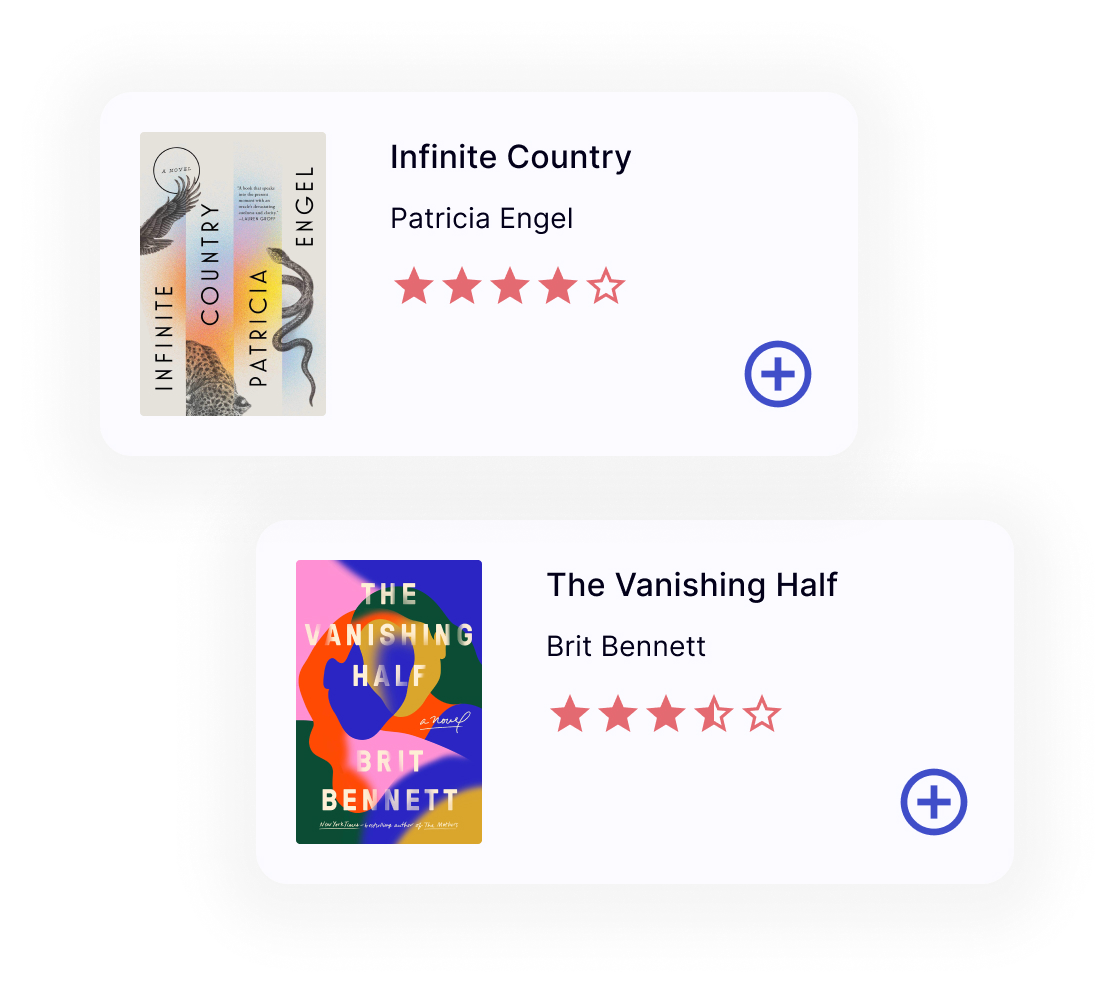 Infinite Country
Patricia Engel
A NOVEL
INFINITE
COUNTRY
PATRICIA
ENGEL
"A book that speaks
into the present
moment with an
oracle's devastating
coolness and clarity."
—LAUREN GROFF
The Vanishing Half
Brit Bennett
THE
VANISHING
HALF
a novel
BRIT
BENNETT
New York Times–bestselling author of The Mothers